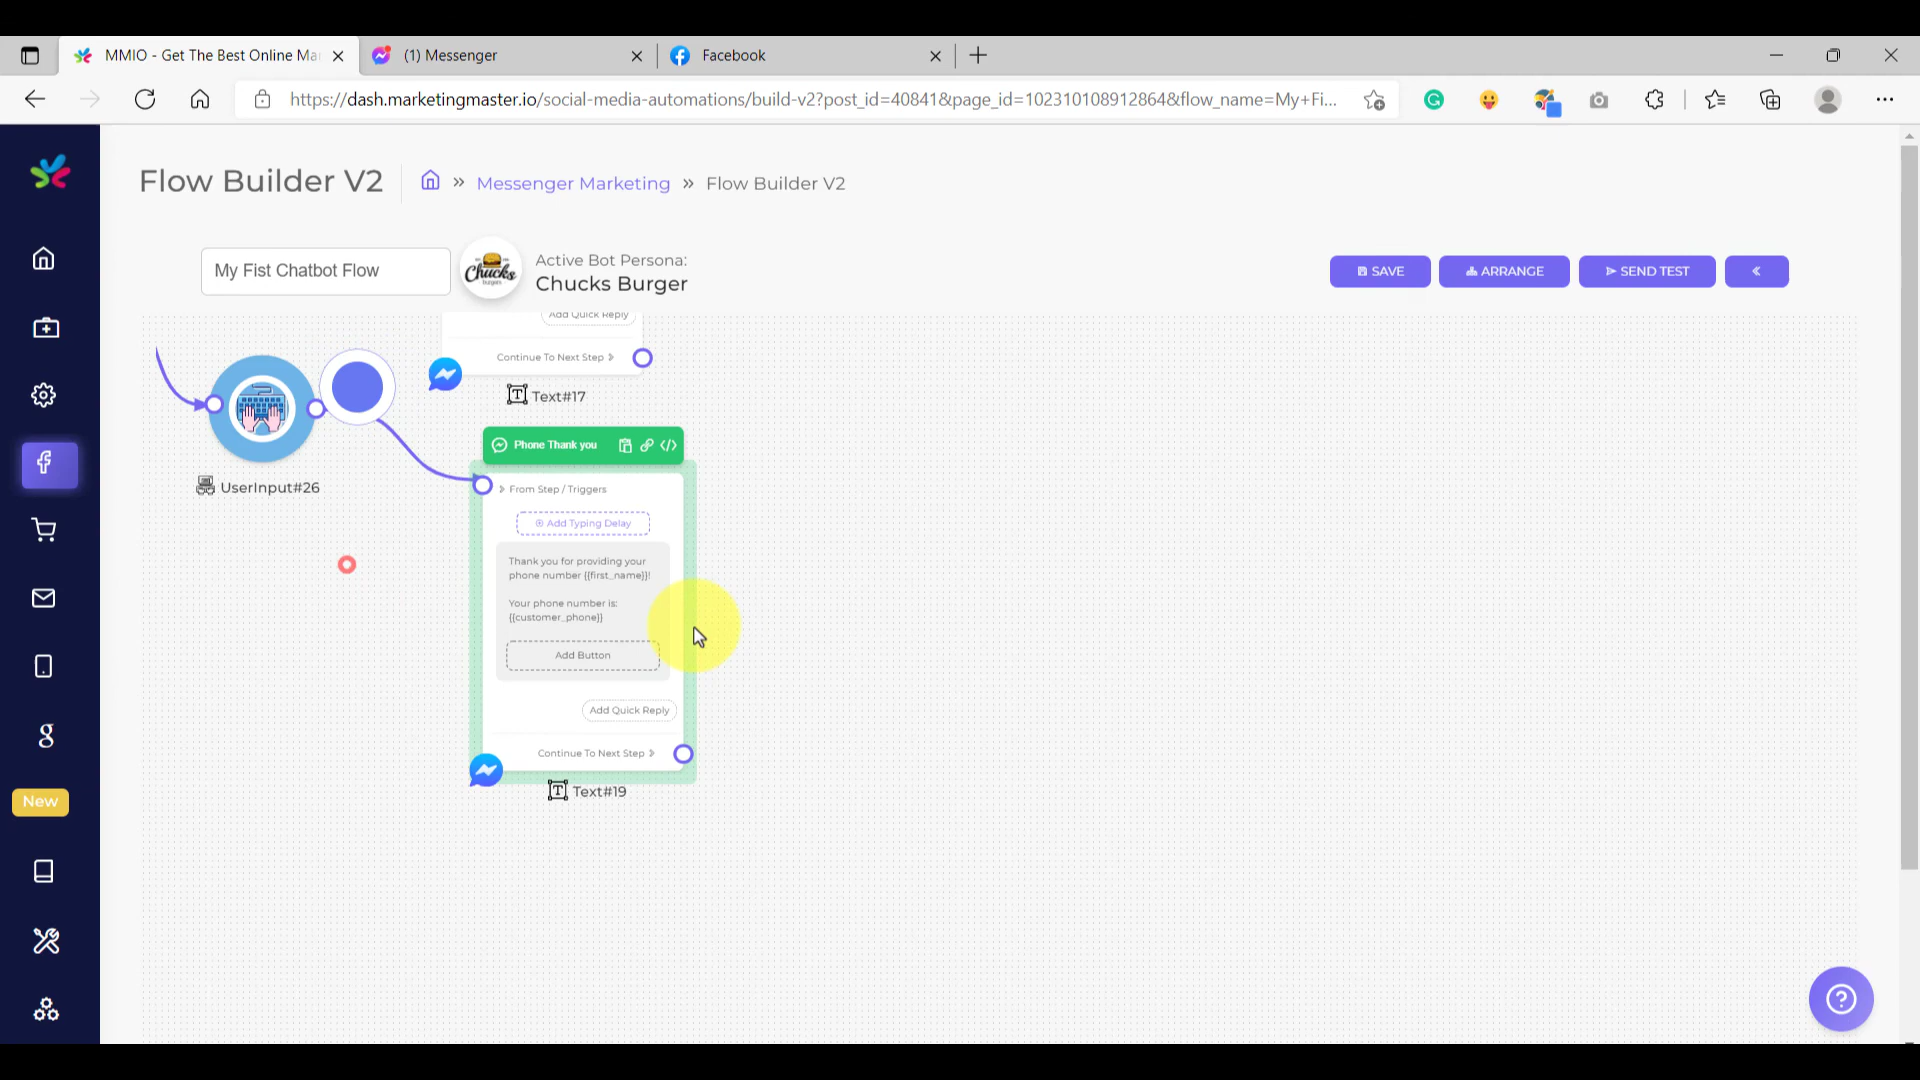 MMIO - Get The Best Online Ma
(1) Messenger
Facebook
https://dash.marketingmaster.io/social-media-automations/build-v2?post_id=40841&page_id=102310108912864&flow_name=My+Fi...
Flow Builder V2
» Messenger Marketing » Flow Builder V2
My Fist Chatbot Flow
Chucks
burgers
Active Bot Persona:
Chucks Burger
SAVE
ARRANGE
SEND TEST
«
Add Quick Reply
Continue To Next Step
Text#17
UserInput#26
Phone Thank you
From Step / Triggers
Add Typing Delay
Thank you for providing your
phone number {{first_name}}!
Your phone number is:
{{customer_phone}}
Add Button
Add Quick Reply
Continue To Next Step
Text#19
New